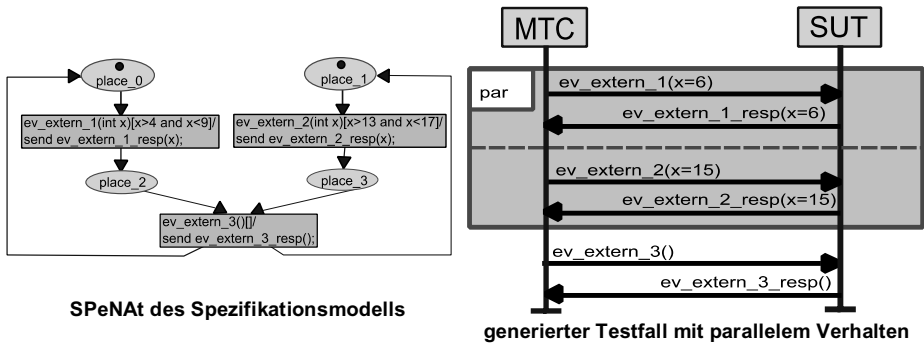 place_0
place_1
ev_extern_1(int x)[x>4 and x<9]/
send ev_extern_1_resp(x);
ev_extern_2(int x)[x>13 and x<17]/
send ev_extern_2_resp(x);
place_2
place_3
ev_extern_3()[]/
send ev_extern_3_resp();
SPeNAt des Spezifikationsmodells
MTC
SUT
par
ev_extern_1(x=6)
ev_extern_1_resp(x=6)
ev_extern_2(x=15)
ev_extern_2_resp(x=15)
ev_extern_3()
ev_extern_3_resp()
generierter Testfall mit parallelem Verhalten